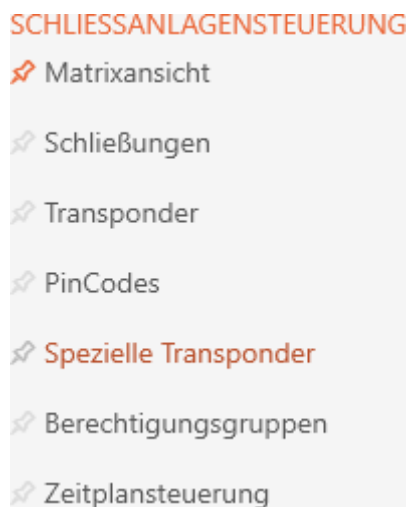 SCHLIESSANLAGENSTEUERUNG
Matrixansicht
Schließungen
Transponder
PinCodes
Spezielle Transponder
Berechtigungsgruppen
Zeitplansteuerung